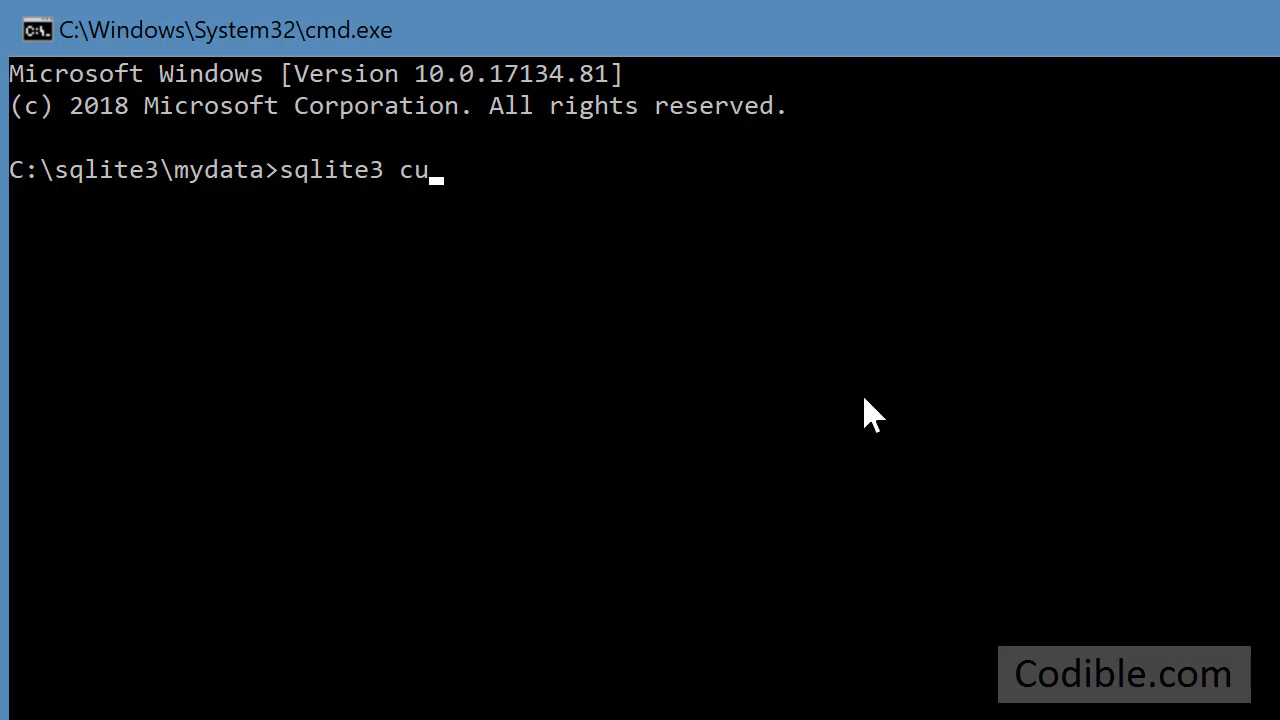 C:\Windows\System32\cmd.exe
Microsoft Windows [Version 10.0.17134.81]
(c) 2018 Microsoft Corporation. All rights reserved.
C:\sqlite3\mydata>sqlite3 cu
Codible.com